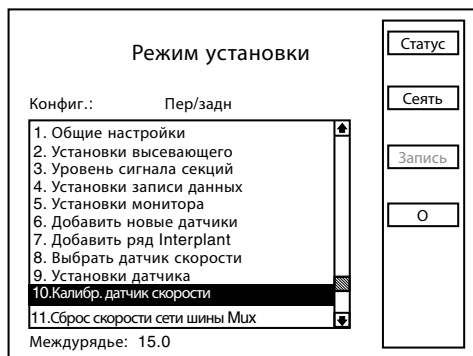 Режим установки
Конфиг.: Пер/задн
1. Общие настройки
2. Установки высевающего
3. Уровень сигнала секций
4. Установки записи данных
5. Установки монитора
6. Добавить новые датчики
7. Добавить ряд Interplant
8. Выбрать датчик скорости
9. Установки датчика
10.Калибр. датчик скорости
11.Сброс скорости сети шины Mux
Междурядье: 15.0
Статус
Сеять
Запись
О